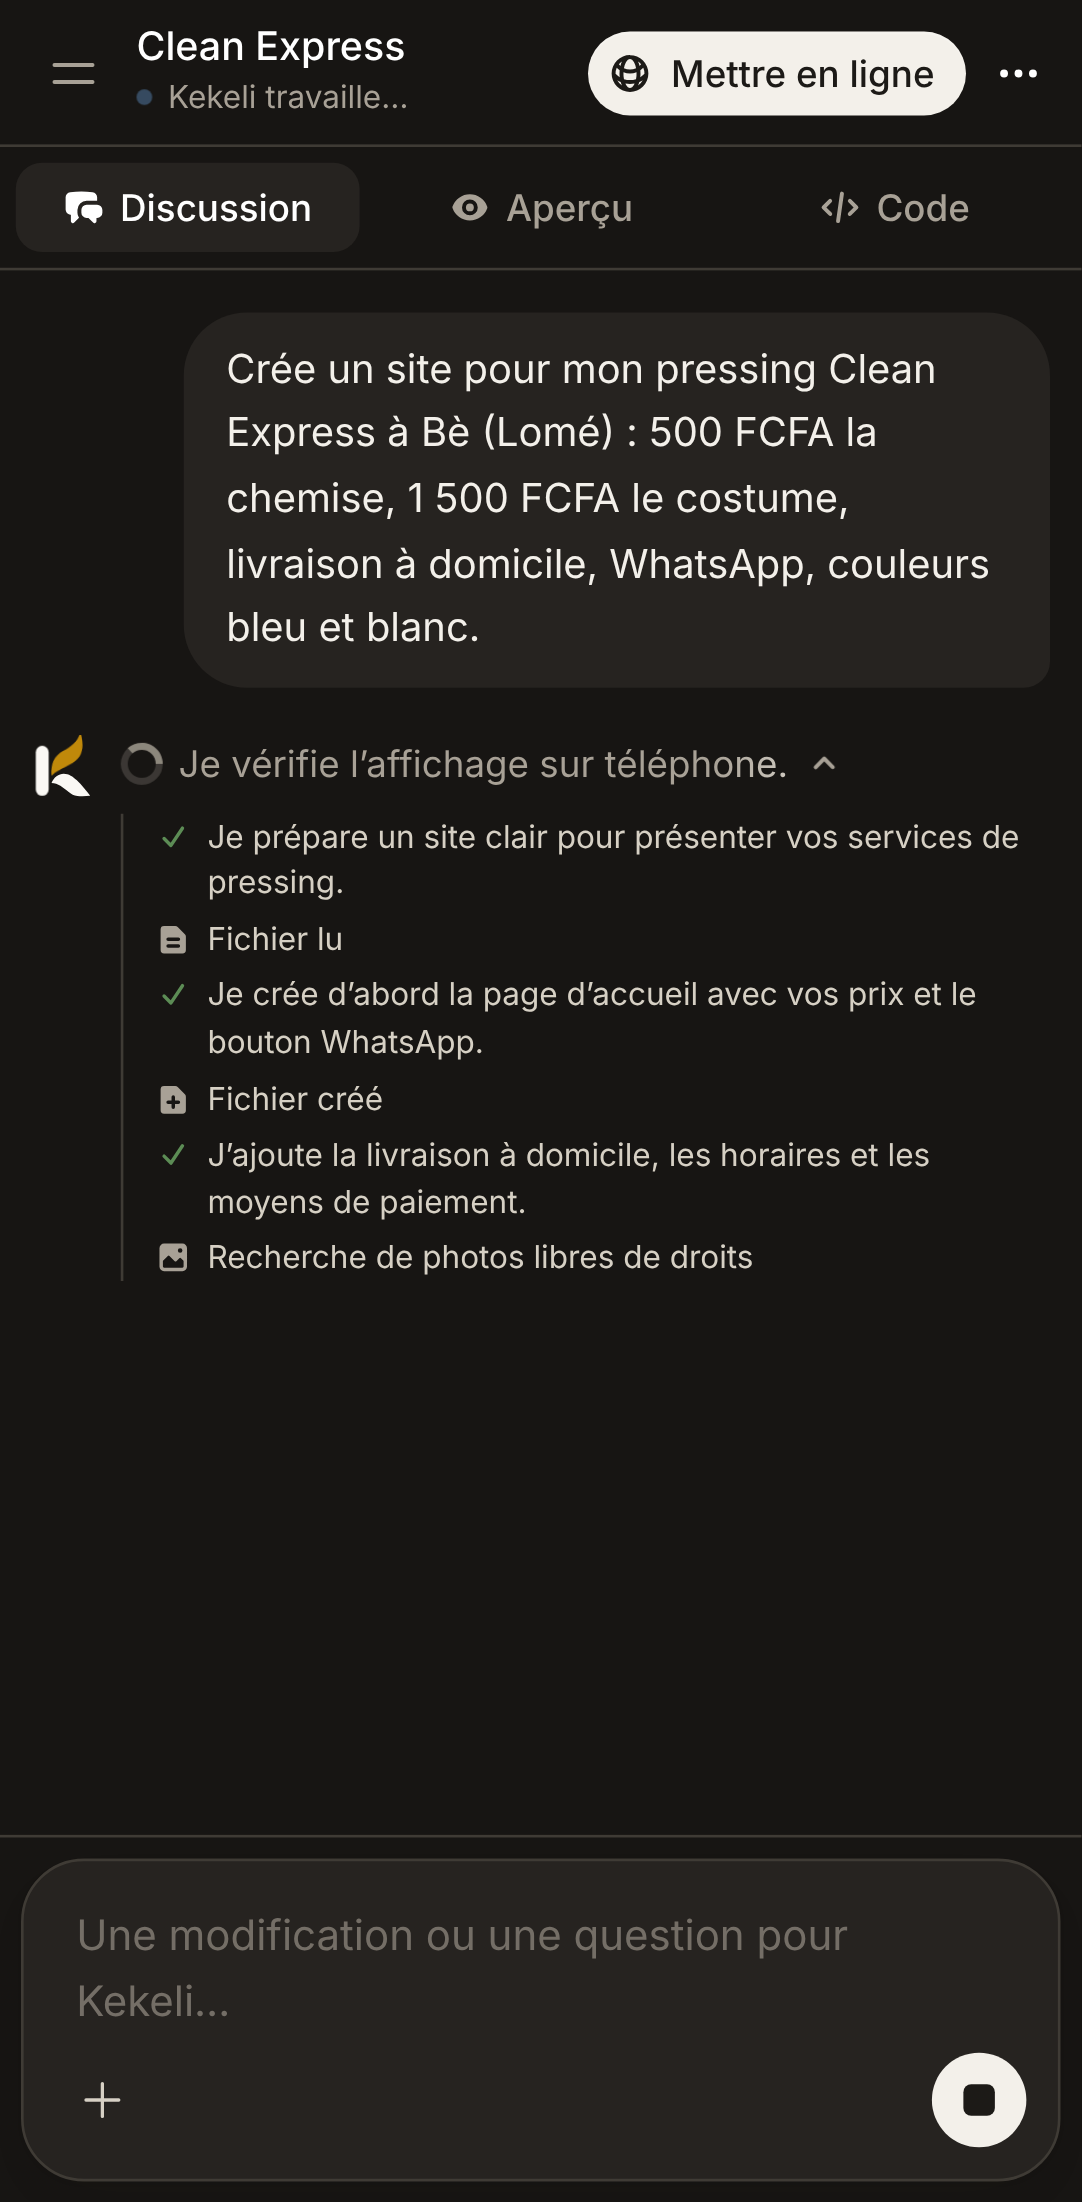 Clean Express
Kekeli travaille...
Mettre en ligne
Discussion
Aperçu
Code
Crée un site pour mon pressing Clean
Express à Bè (Lomé) : 500 FCFA la
chemise, 1 500 FCFA le costume,
livraison à domicile, WhatsApp, couleurs
bleu et blanc.
Je vérifie l’affichage sur téléphone.
Je prépare un site clair pour présenter vos services de
pressing.
Fichier lu
Je crée d’abord la page d’accueil avec vos prix et le
bouton WhatsApp.
Fichier créé
J’ajoute la livraison à domicile, les horaires et les
moyens de paiement.
Recherche de photos libres de droits
Une modification ou une question pour
Kekeli...